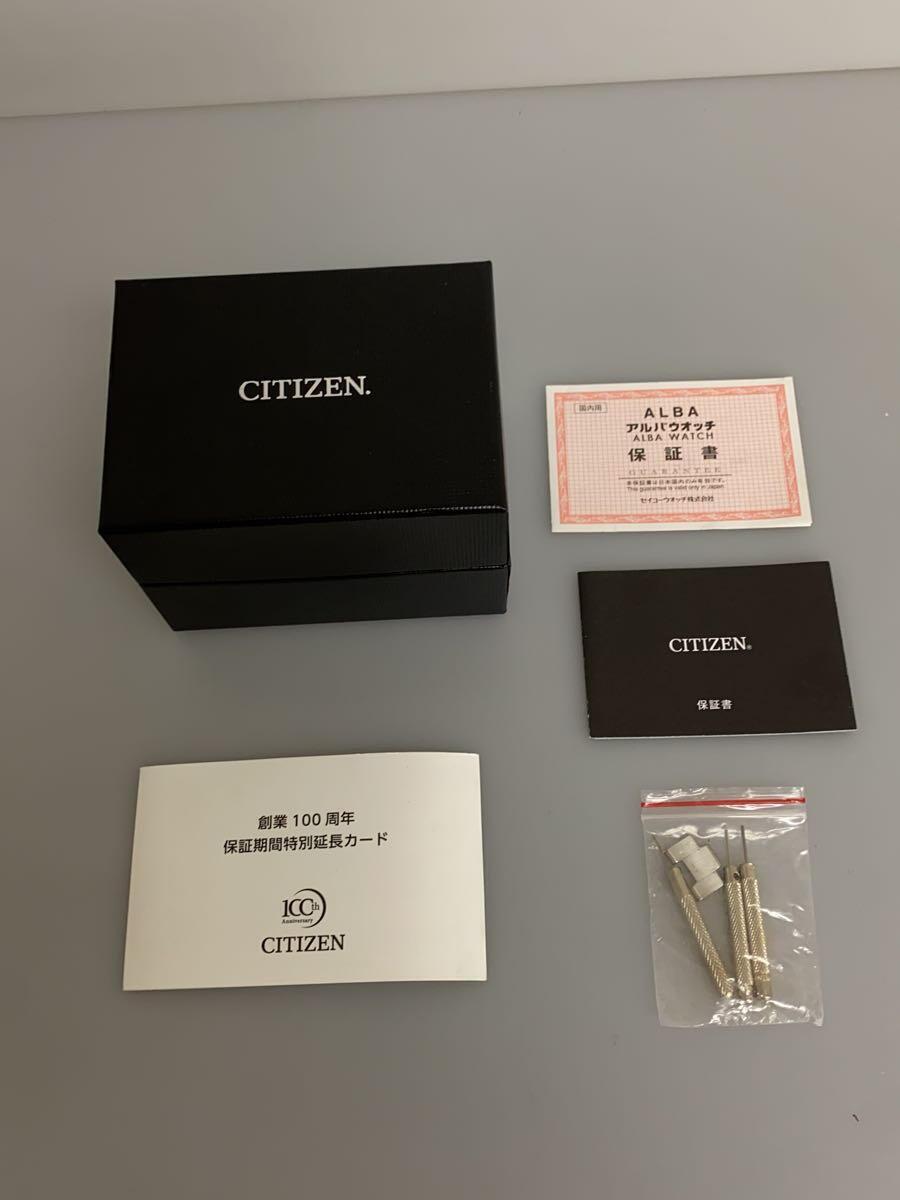 CITIZEN.
国内用
ALBA
アルバウオッチ
ALBA WATCH
保証書
GUARANTEE
本保証書は日本国内のみ有効です。
This guarantee is valid only in Japan
セイコーウオッチ株式会社
CITIZEN®
保証書
創業100周年
保証期間特別延長カード
100th
Anniversary
CITIZEN